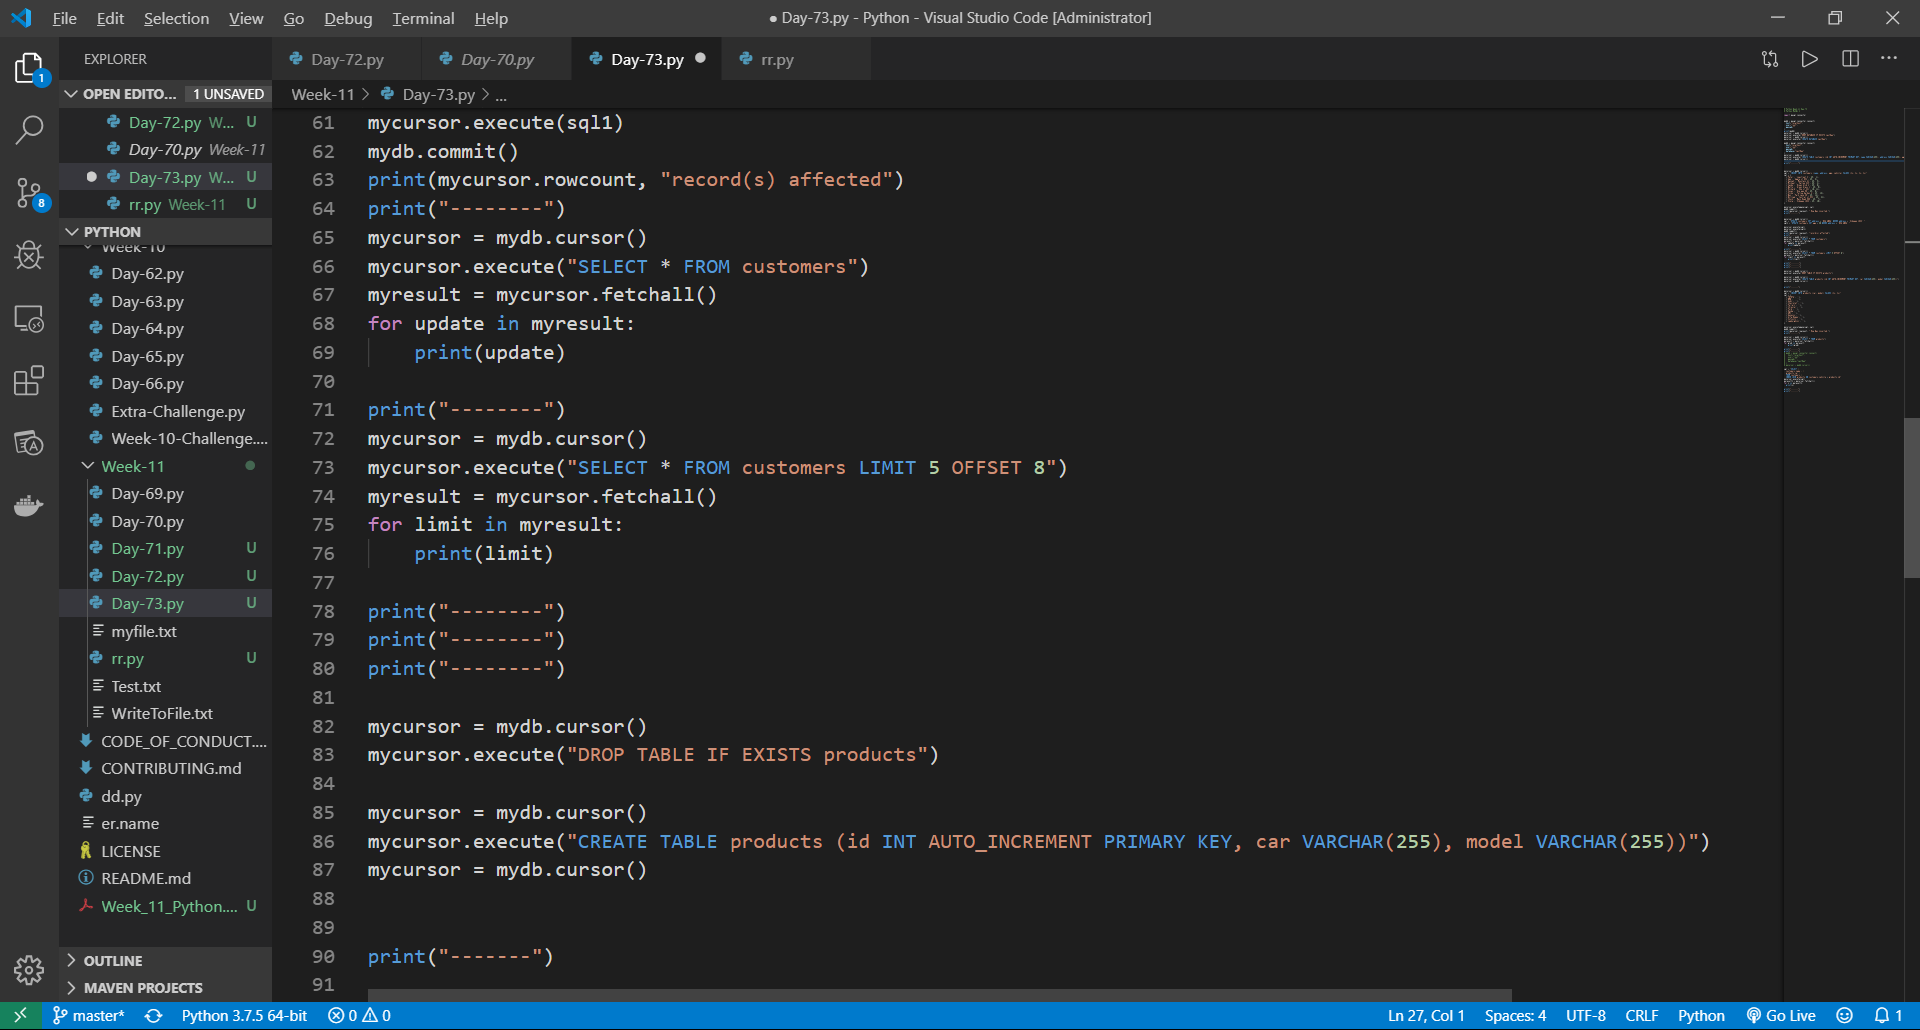 File Edit Selection View Go Debug Terminal Help
● Day-73.py - Python - Visual Studio Code [Administrator]
EXPLORER
Day-72.py
Day-70.py
Day-73.py
rr.py
OPEN EDITO... 1 UNSAVED
Day-72.py W... U
Day-70.py Week-11
Day-73.py W... U
rr.py Week-11 U
PYTHON
Week-10
Day-62.py
Day-63.py
Day-64.py
Day-65.py
Day-66.py
Extra-Challenge.py
Week-10-Challenge....
Week-11
Day-69.py
Day-70.py
Day-71.py U
Day-72.py U
Day-73.py U
myfile.txt
rr.py U
Test.txt
WriteToFile.txt
CODE_OF_CONDUCT....
CONTRIBUTING.md
dd.py
er.name
LICENSE
README.md
Week_11_Python.... U
OUTLINE
MAVEN PROJECTS
1
8
Week-11 > Day-73.py > ...
61 mycursor.execute(sql1)
62 mydb.commit()
63 print(mycursor.rowcount, "record(s) affected")
64 print("--------")
65 mycursor = mydb.cursor()
66 mycursor.execute("SELECT * FROM customers")
67 myresult = mycursor.fetchall()
68 for update in myresult:
69     print(update)
70
71 print("--------")
72 mycursor = mydb.cursor()
73 mycursor.execute("SELECT * FROM customers LIMIT 5 OFFSET 8")
74 myresult = mycursor.fetchall()
75 for limit in myresult:
76     print(limit)
77
78 print("--------")
79 print("--------")
80 print("--------")
81
82 mycursor = mydb.cursor()
83 mycursor.execute("DROP TABLE IF EXISTS products")
84
85 mycursor = mydb.cursor()
86 mycursor.execute("CREATE TABLE products (id INT AUTO_INCREMENT PRIMARY KEY, car VARCHAR(255), model VARCHAR(255))")
87 mycursor = mydb.cursor()
88
89
90 print("-------")
91
master* Python 3.7.5 64-bit 0 0 Ln 27, Col 1 Spaces: 4 UTF-8 CRLF Python Go Live 1